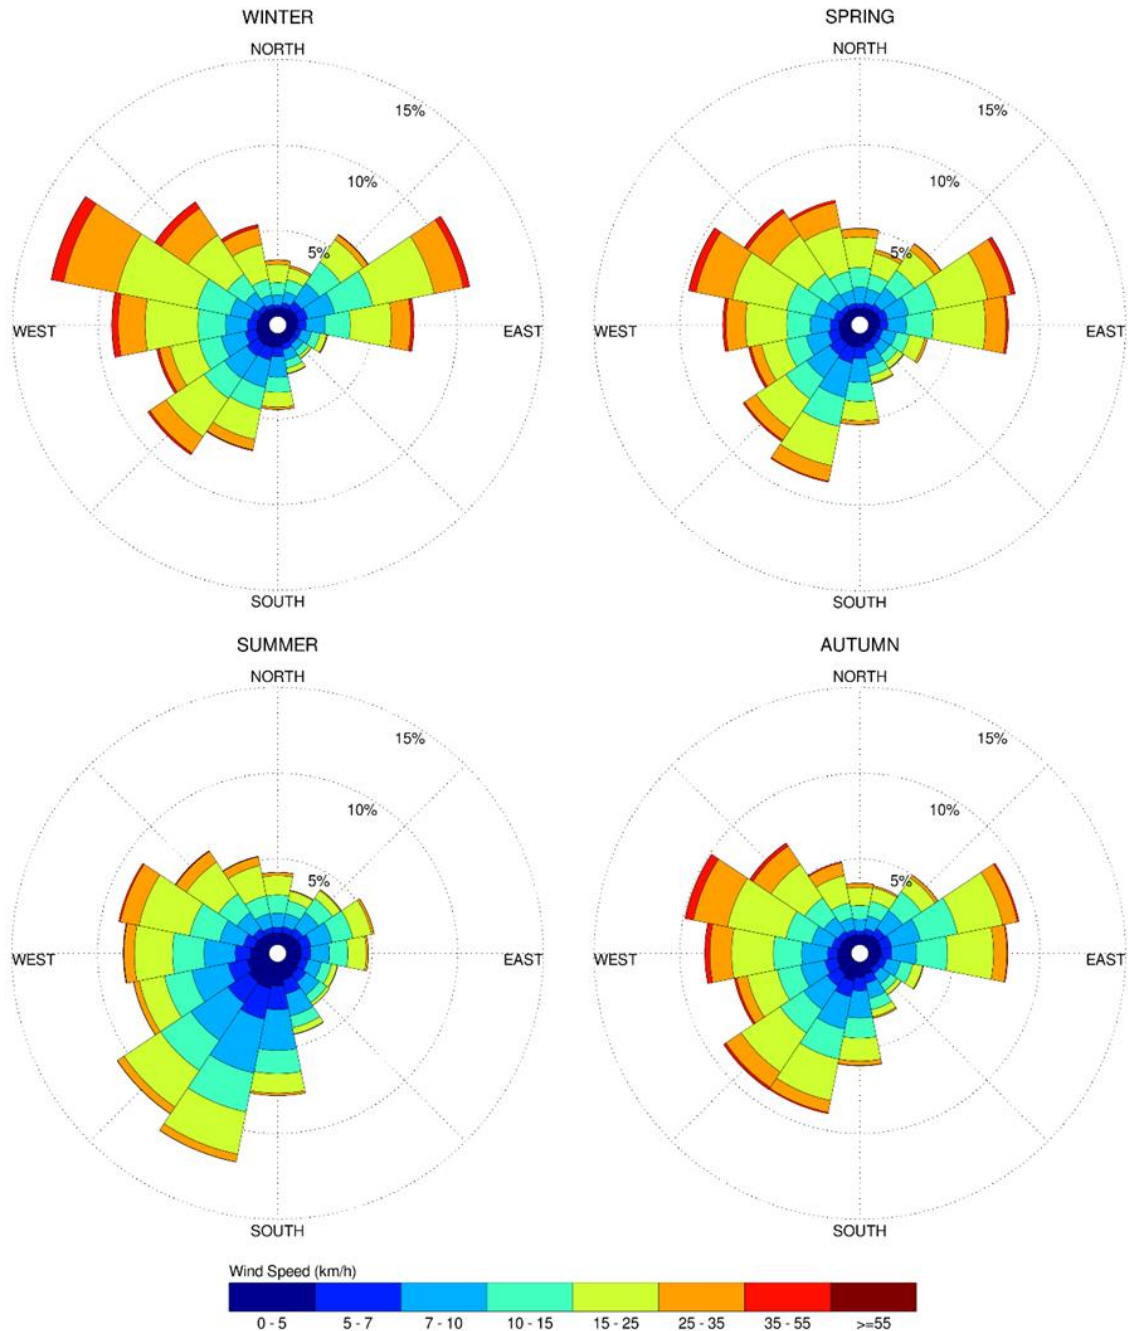 WINTER
SPRING
NORTH
NORTH
15%
15%
10%
10%
5%
5%
WEST
EAST
WEST
EAST
SOUTH
SOUTH
SUMMER
AUTUMN
NORTH
NORTH
15%
15%
10%
10%
5%
5%
WEST
EAST
WEST
EAST
SOUTH
SOUTH
Wind Speed (km/h)
0 - 5
5 - 7
7 - 10
10 - 15
15 - 25
25 - 35
35 - 55
>=55